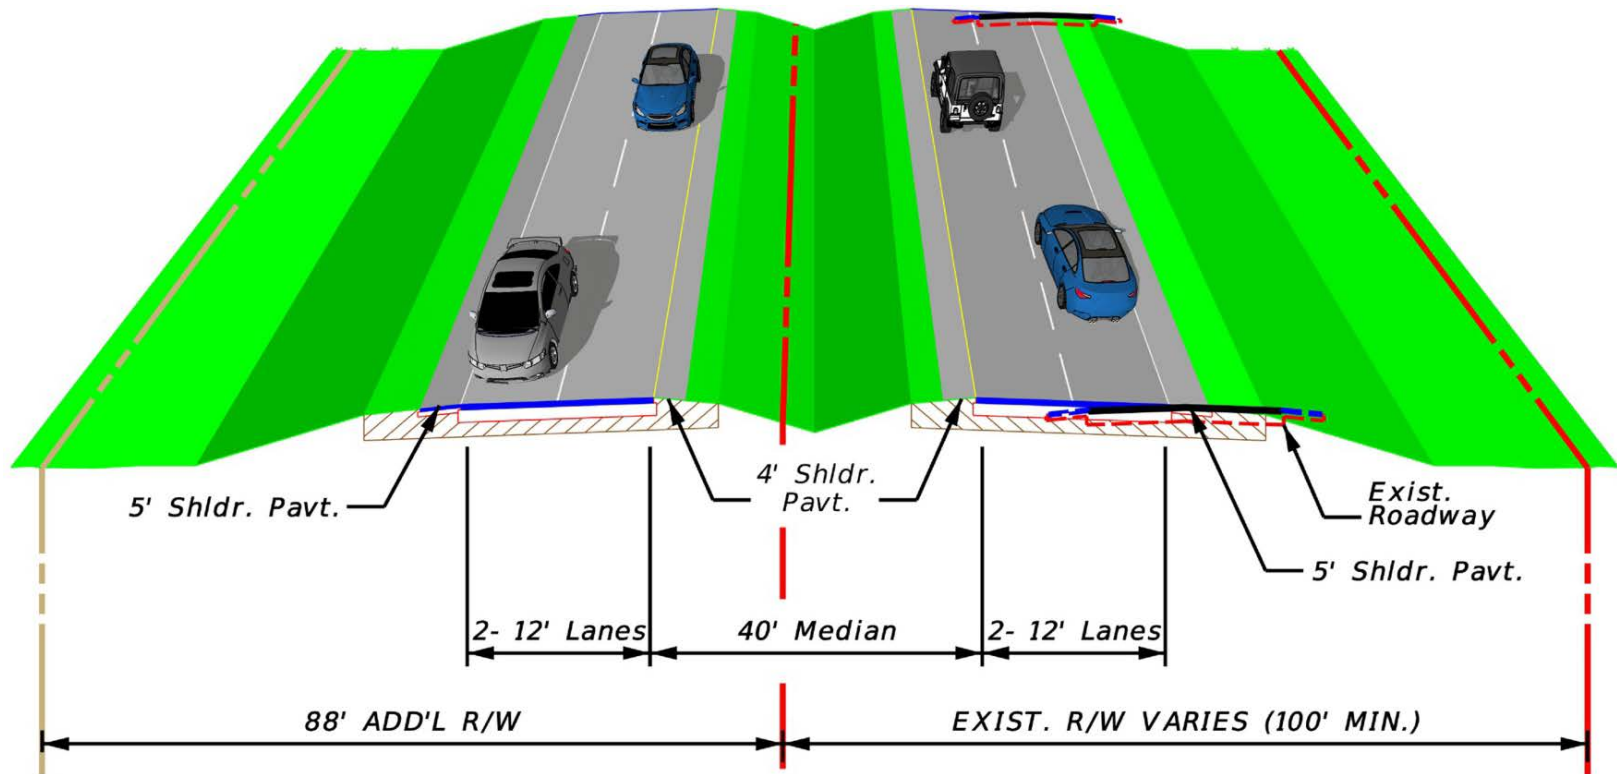 4' Shldr.
Pavt.
5' Shldr. Pavt.
Exist.
Roadway
5' Shldr. Pavt.
2- 12' Lanes
40' Median
2- 12' Lanes
88' ADD'L R/W
EXIST. R/W VARIES (100' MIN.)